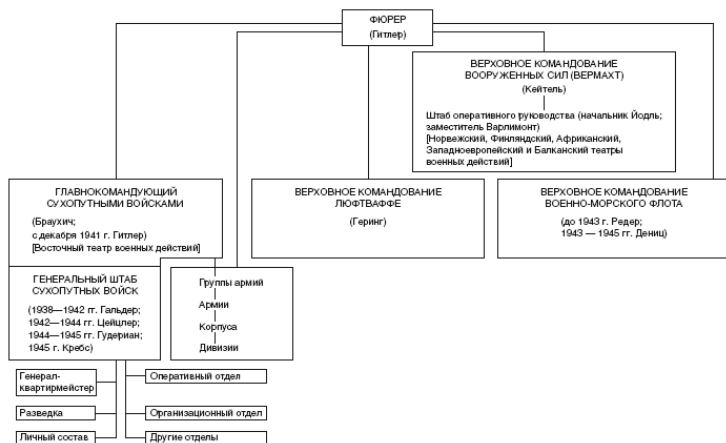 ФЮРЕР
(Гитлер)
ВЕРХОВНОЕ КОМАНДОВАНИЕ
ВООРУЖЕННЫХ СИЛ (ВЕРМАХТ)
(Кейтель)
Штаб оперативного руководства (начальник Йодль;
заместитель Варлимонт)
[Норвежский, Финляндский, Африканский,
Западноевропейский и Балканский театры
военных действий]
ГЛАВНОКОМАНДУЮЩИЙ
СУХОПУТНЫМИ ВОЙСКАМИ
(Браухич;
с декабря 1941 г. Гитлер)
[Восточный театр военных действий]
ВЕРХОВНОЕ КОМАНДОВАНИЕ
ЛЮФТВАФФЕ
(Геринг)
ВЕРХОВНОЕ КОМАНДОВАНИЕ
ВОЕННО-МОРСКОГО ФЛОТА
(до 1943 г. Редер;
1943 — 1945 гг. Дениц)
ГЕНЕРАЛЬНЫЙ ШТАБ
СУХОПУТНЫХ ВОЙСК
(1938—1942 гг. Гальдер;
1942—1944 гг. Цейцлер;
1944—1945 гг. Гудериан;
1945 г. Кребс)
Группы армий
Армии
Корпуса
Дивизии
Генерал-
квартирмейстер
Оперативный отдел
Разведка
Организационный отдел
Личный состав
Другие отделы